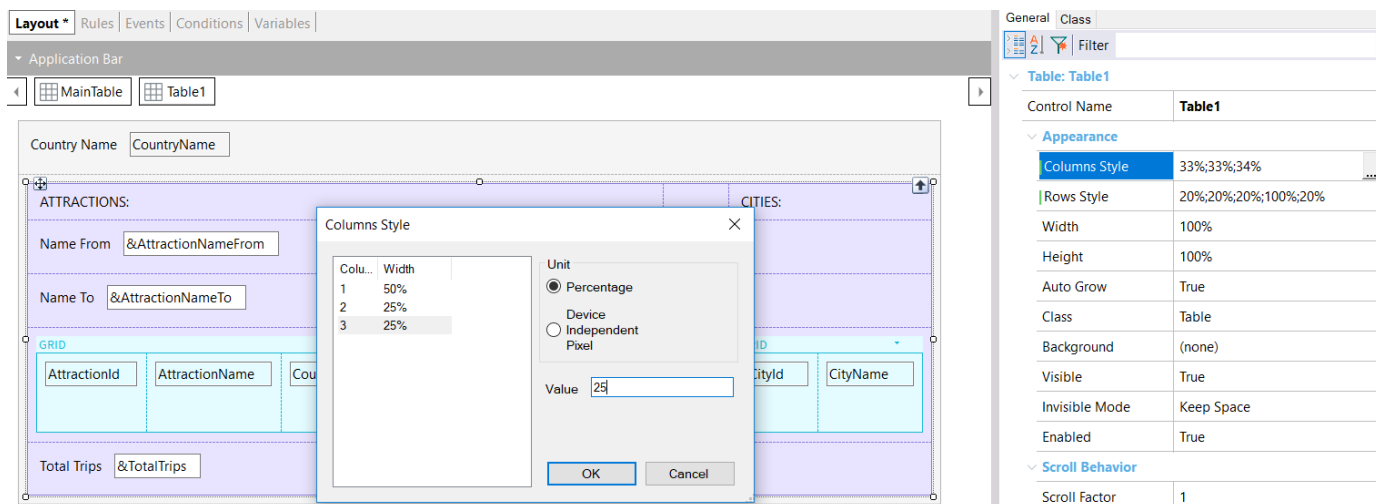 Layout * Rules Events Conditions Variables
Application Bar
MainTable Table1
Country Name CountryName
ATTRACTIONS: CITIES:
Name From &AttractionNameFrom
Name To &AttractionNameTo
GRID
AttractionId AttractionName Cou
ID
CityId CityName
Total Trips &TotalTrips
Columns Style
Colu... Width
1 50%
2 25%
3 25%
Unit
Percentage
Device
Independent
Pixel
Value 25
OK Cancel
General Class
A
Z
Filter
Table: Table1
Control Name Table1
Appearance
Columns Style 33%;33%;34% ...
Rows Style 20%;20%;20%;100%;20%
Width 100%
Height 100%
Auto Grow True
Class Table
Background (none)
Visible True
Invisible Mode Keep Space
Enabled True
Scroll Behavior
Scroll Factor 1